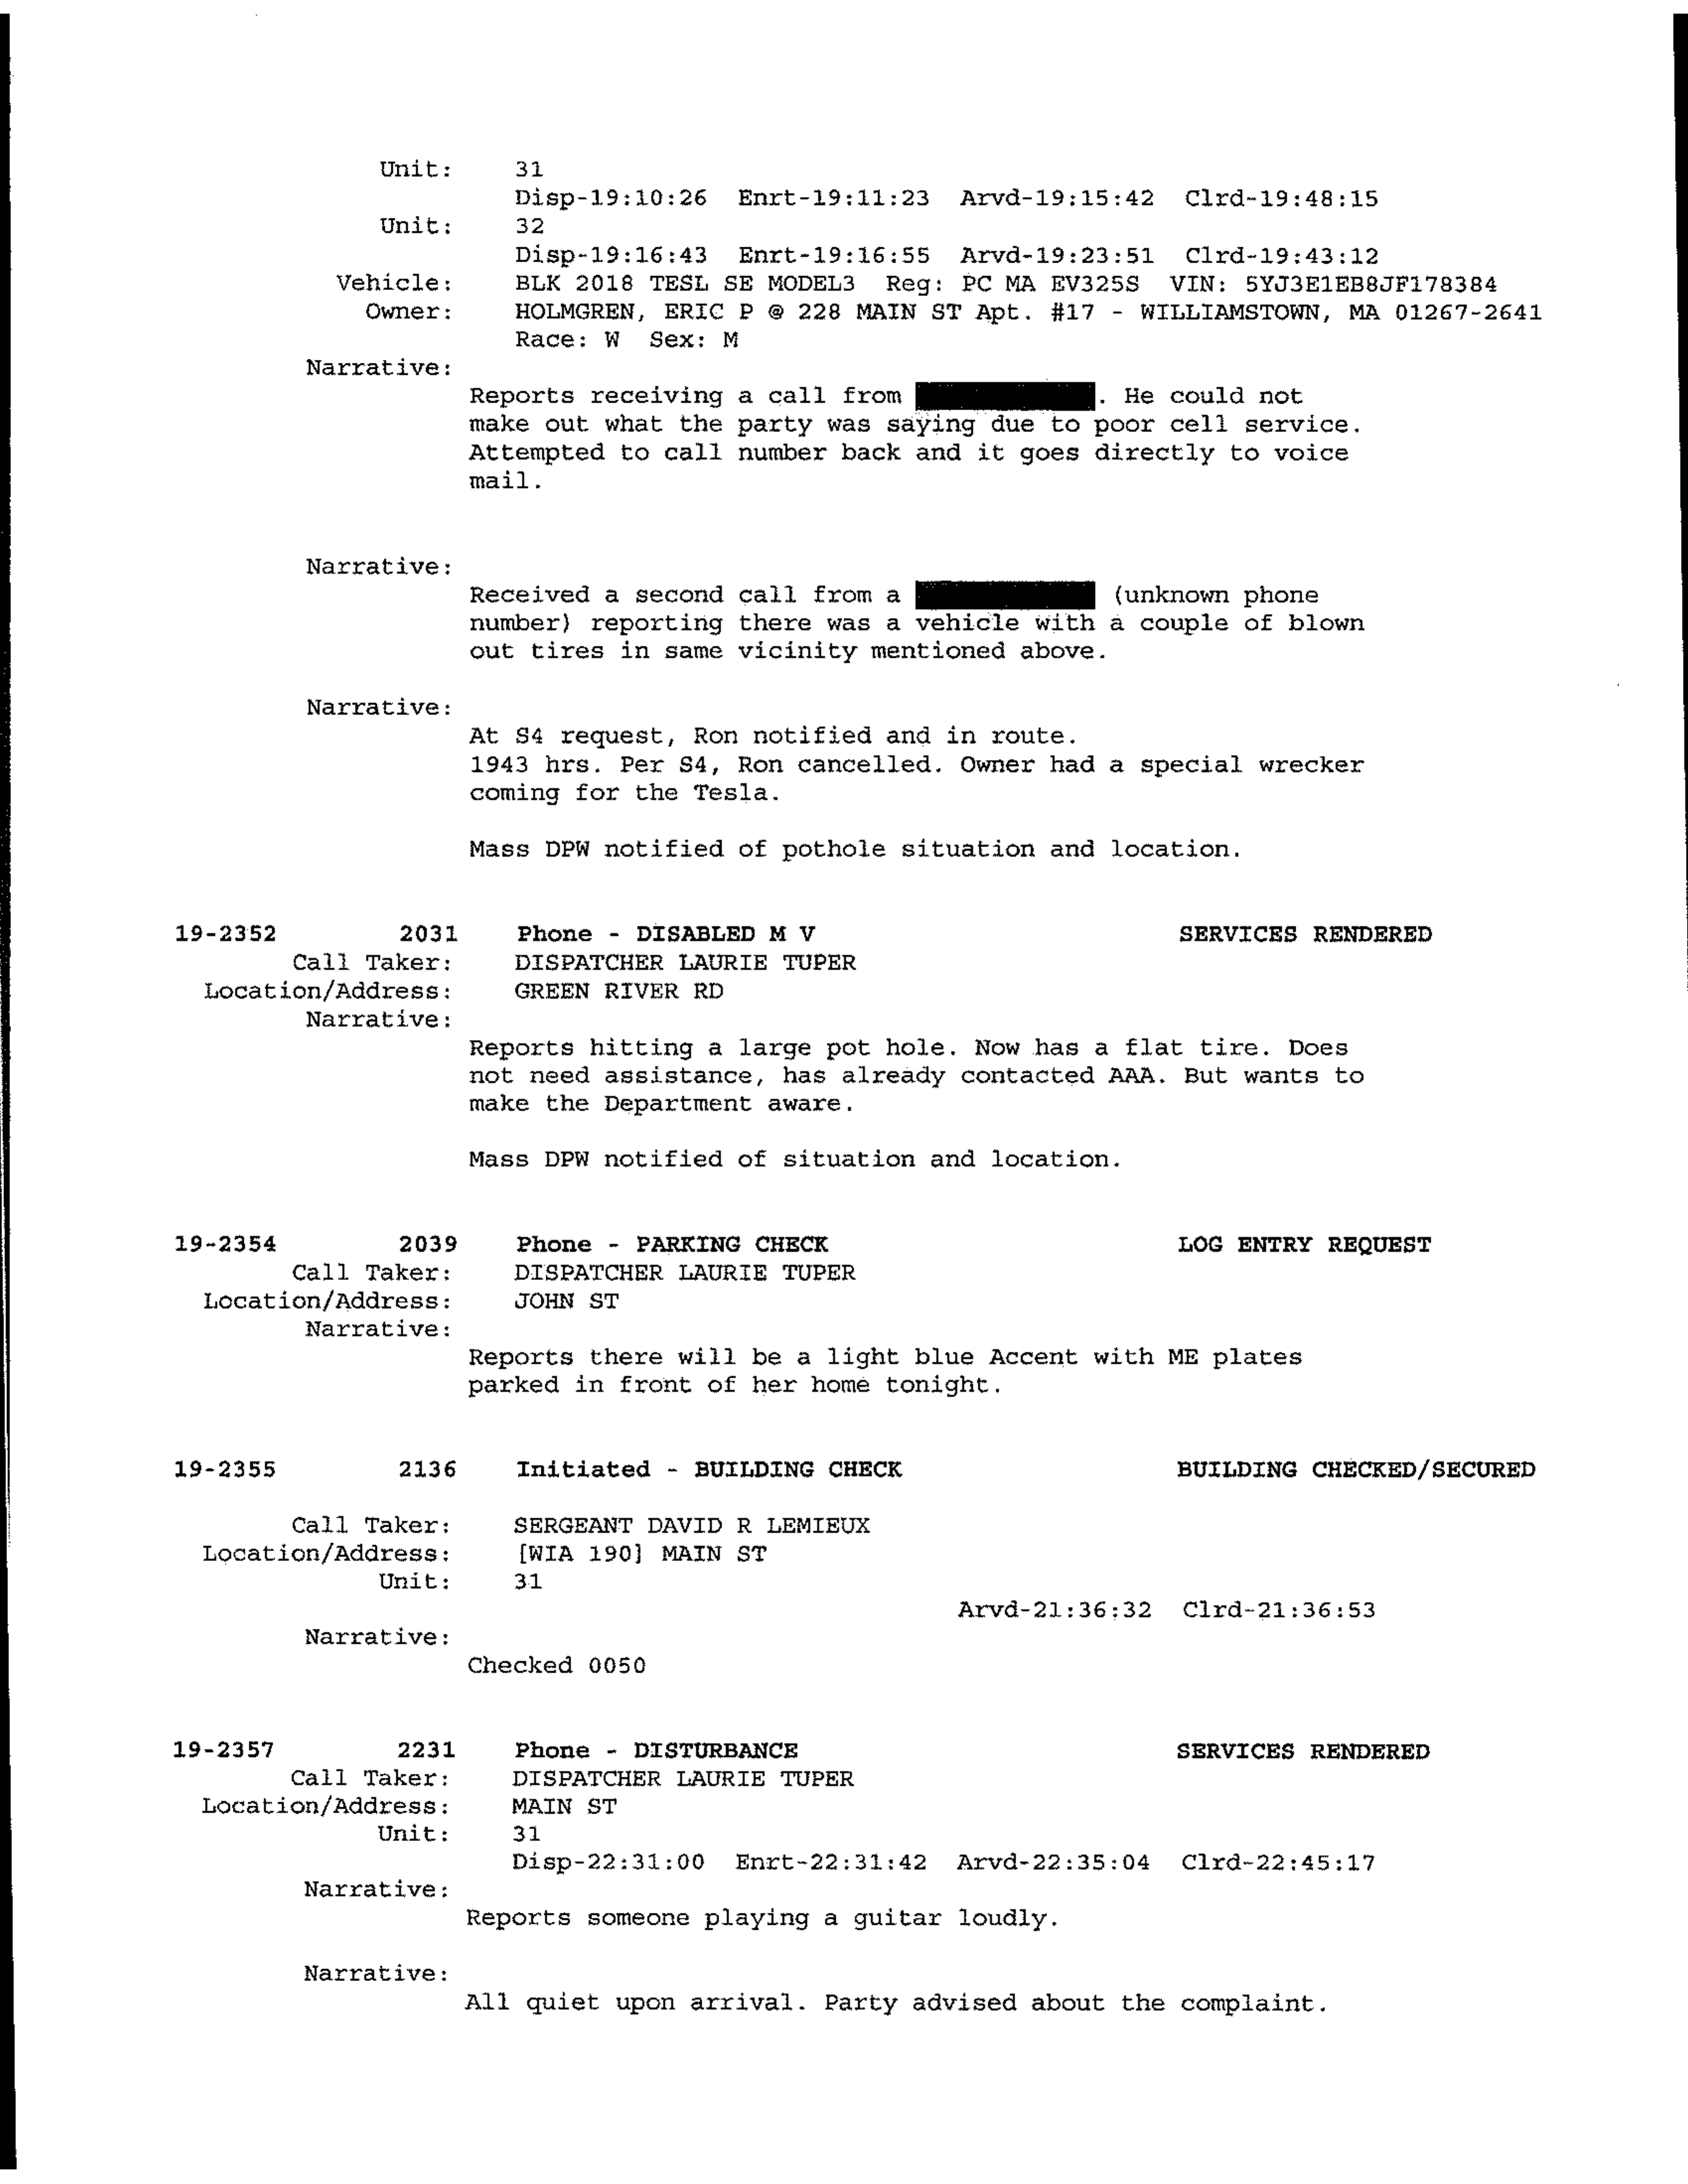 Unit: 31
Disp-19:10:26 Enrt-19:11:23 Arvd-19:15:42 Clrd-19:48:15
Unit: 32
Disp-19:16:43 Enrt-19:16:55 Arvd-19:23:51 Clrd-19:43:12
Vehicle: BLK 2018 TESL SE MODEL3 Reg: PC MA EV325S VIN: 5YJ3E1EB8JF178384
Owner: HOLMGREN, ERIC P @ 228 MAIN ST Apt. #17 - WILLIAMSTOWN, MA 01267-2641
Race: W Sex: M
Narrative:
Reports receiving a call from . He could not
make out what the party was saying due to poor cell service.
Attempted to call number back and it goes directly to voice
mail.
Narrative:
Received a second call from a (unknown phone
number) reporting there was a vehicle with a couple of blown
out tires in same vicinity mentioned above.
Narrative:
At S4 request, Ron notified and in route.
1943 hrs. Per S4, Ron cancelled. Owner had a special wrecker
coming for the Tesla.
Mass DPW notified of pothole situation and location.
19-2352 2031 Phone - DISABLED M V SERVICES RENDERED
Call Taker: DISPATCHER LAURIE TUPER
Location/Address: GREEN RIVER RD
Narrative:
Reports hitting a large pot hole. Now has a flat tire. Does
not need assistance, has already contacted AAA. But wants to
make the Department aware.
Mass DPW notified of situation and location.
19-2354 2039 Phone - PARKING CHECK LOG ENTRY REQUEST
Call Taker: DISPATCHER LAURIE TUPER
Location/Address: JOHN ST
Narrative:
Reports there will be a light blue Accent with ME plates
parked in front of her home tonight.
19-2355 2136 Initiated - BUILDING CHECK BUILDING CHECKED/SECURED
Call Taker: SERGEANT DAVID R LEMIEUX
Location/Address: [WIA 190] MAIN ST
Unit: 31
Arvd-21:36:32 Clrd-21:36:53
Narrative:
Checked 0050
19-2357 2231 Phone - DISTURBANCE SERVICES RENDERED
Call Taker: DISPATCHER LAURIE TUPER
Location/Address: MAIN ST
Unit: 31
Disp-22:31:00 Enrt-22:31:42 Arvd-22:35:04 Clrd-22:45:17
Narrative:
Reports someone playing a guitar loudly.
Narrative:
All quiet upon arrival. Party advised about the complaint.